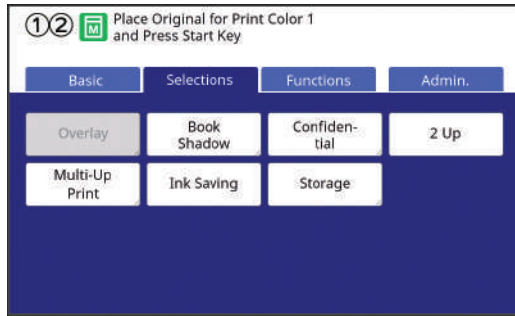 ①② M Place Original for Print Color 1
and Press Start Key
Basic Selections Functions Admin.
Overlay Book Shadow Confiden-tial 2 Up
Multi-Up Print Ink Saving Storage